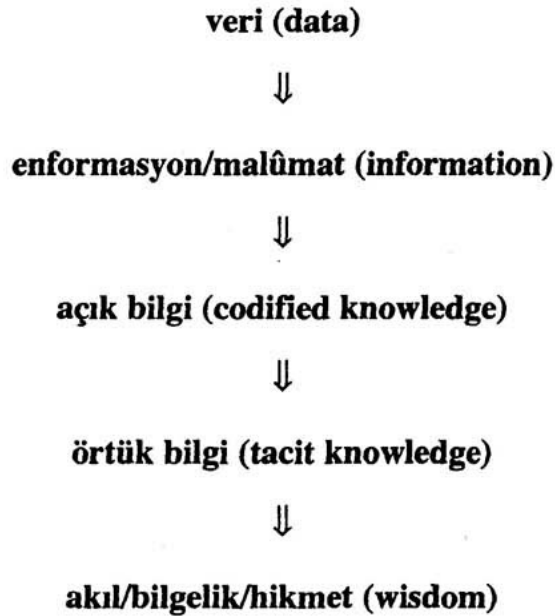 veri (data)
⇓
enformasyon/malûmat (information)
⇓
açık bilgi (codified knowledge)
⇓
örtük bilgi (tacit knowledge)
⇓
akıl/bilgelik/hikmet (wisdom)